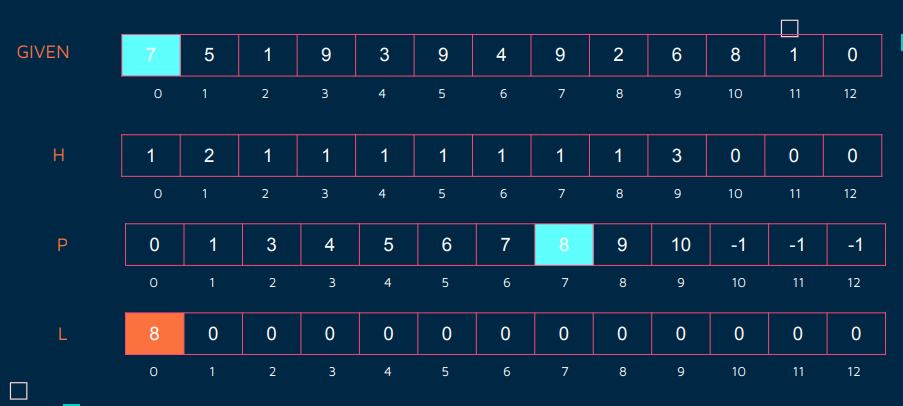 GIVEN 7 5 1 9 3 9 4 9 2 6 8 1 0
0 1 2 3 4 5 6 7 8 9 10 11 12
H 1 2 1 1 1 1 1 1 1 3 0 0 0
0 1 2 3 4 5 6 7 8 9 10 11 12
P 0 1 3 4 5 6 7 8 9 10 -1 -1 -1
0 1 2 3 4 5 6 7 8 9 10 11 12
L 8 0 0 0 0 0 0 0 0 0 0 0 0
0 1 2 3 4 5 6 7 8 9 10 11 12